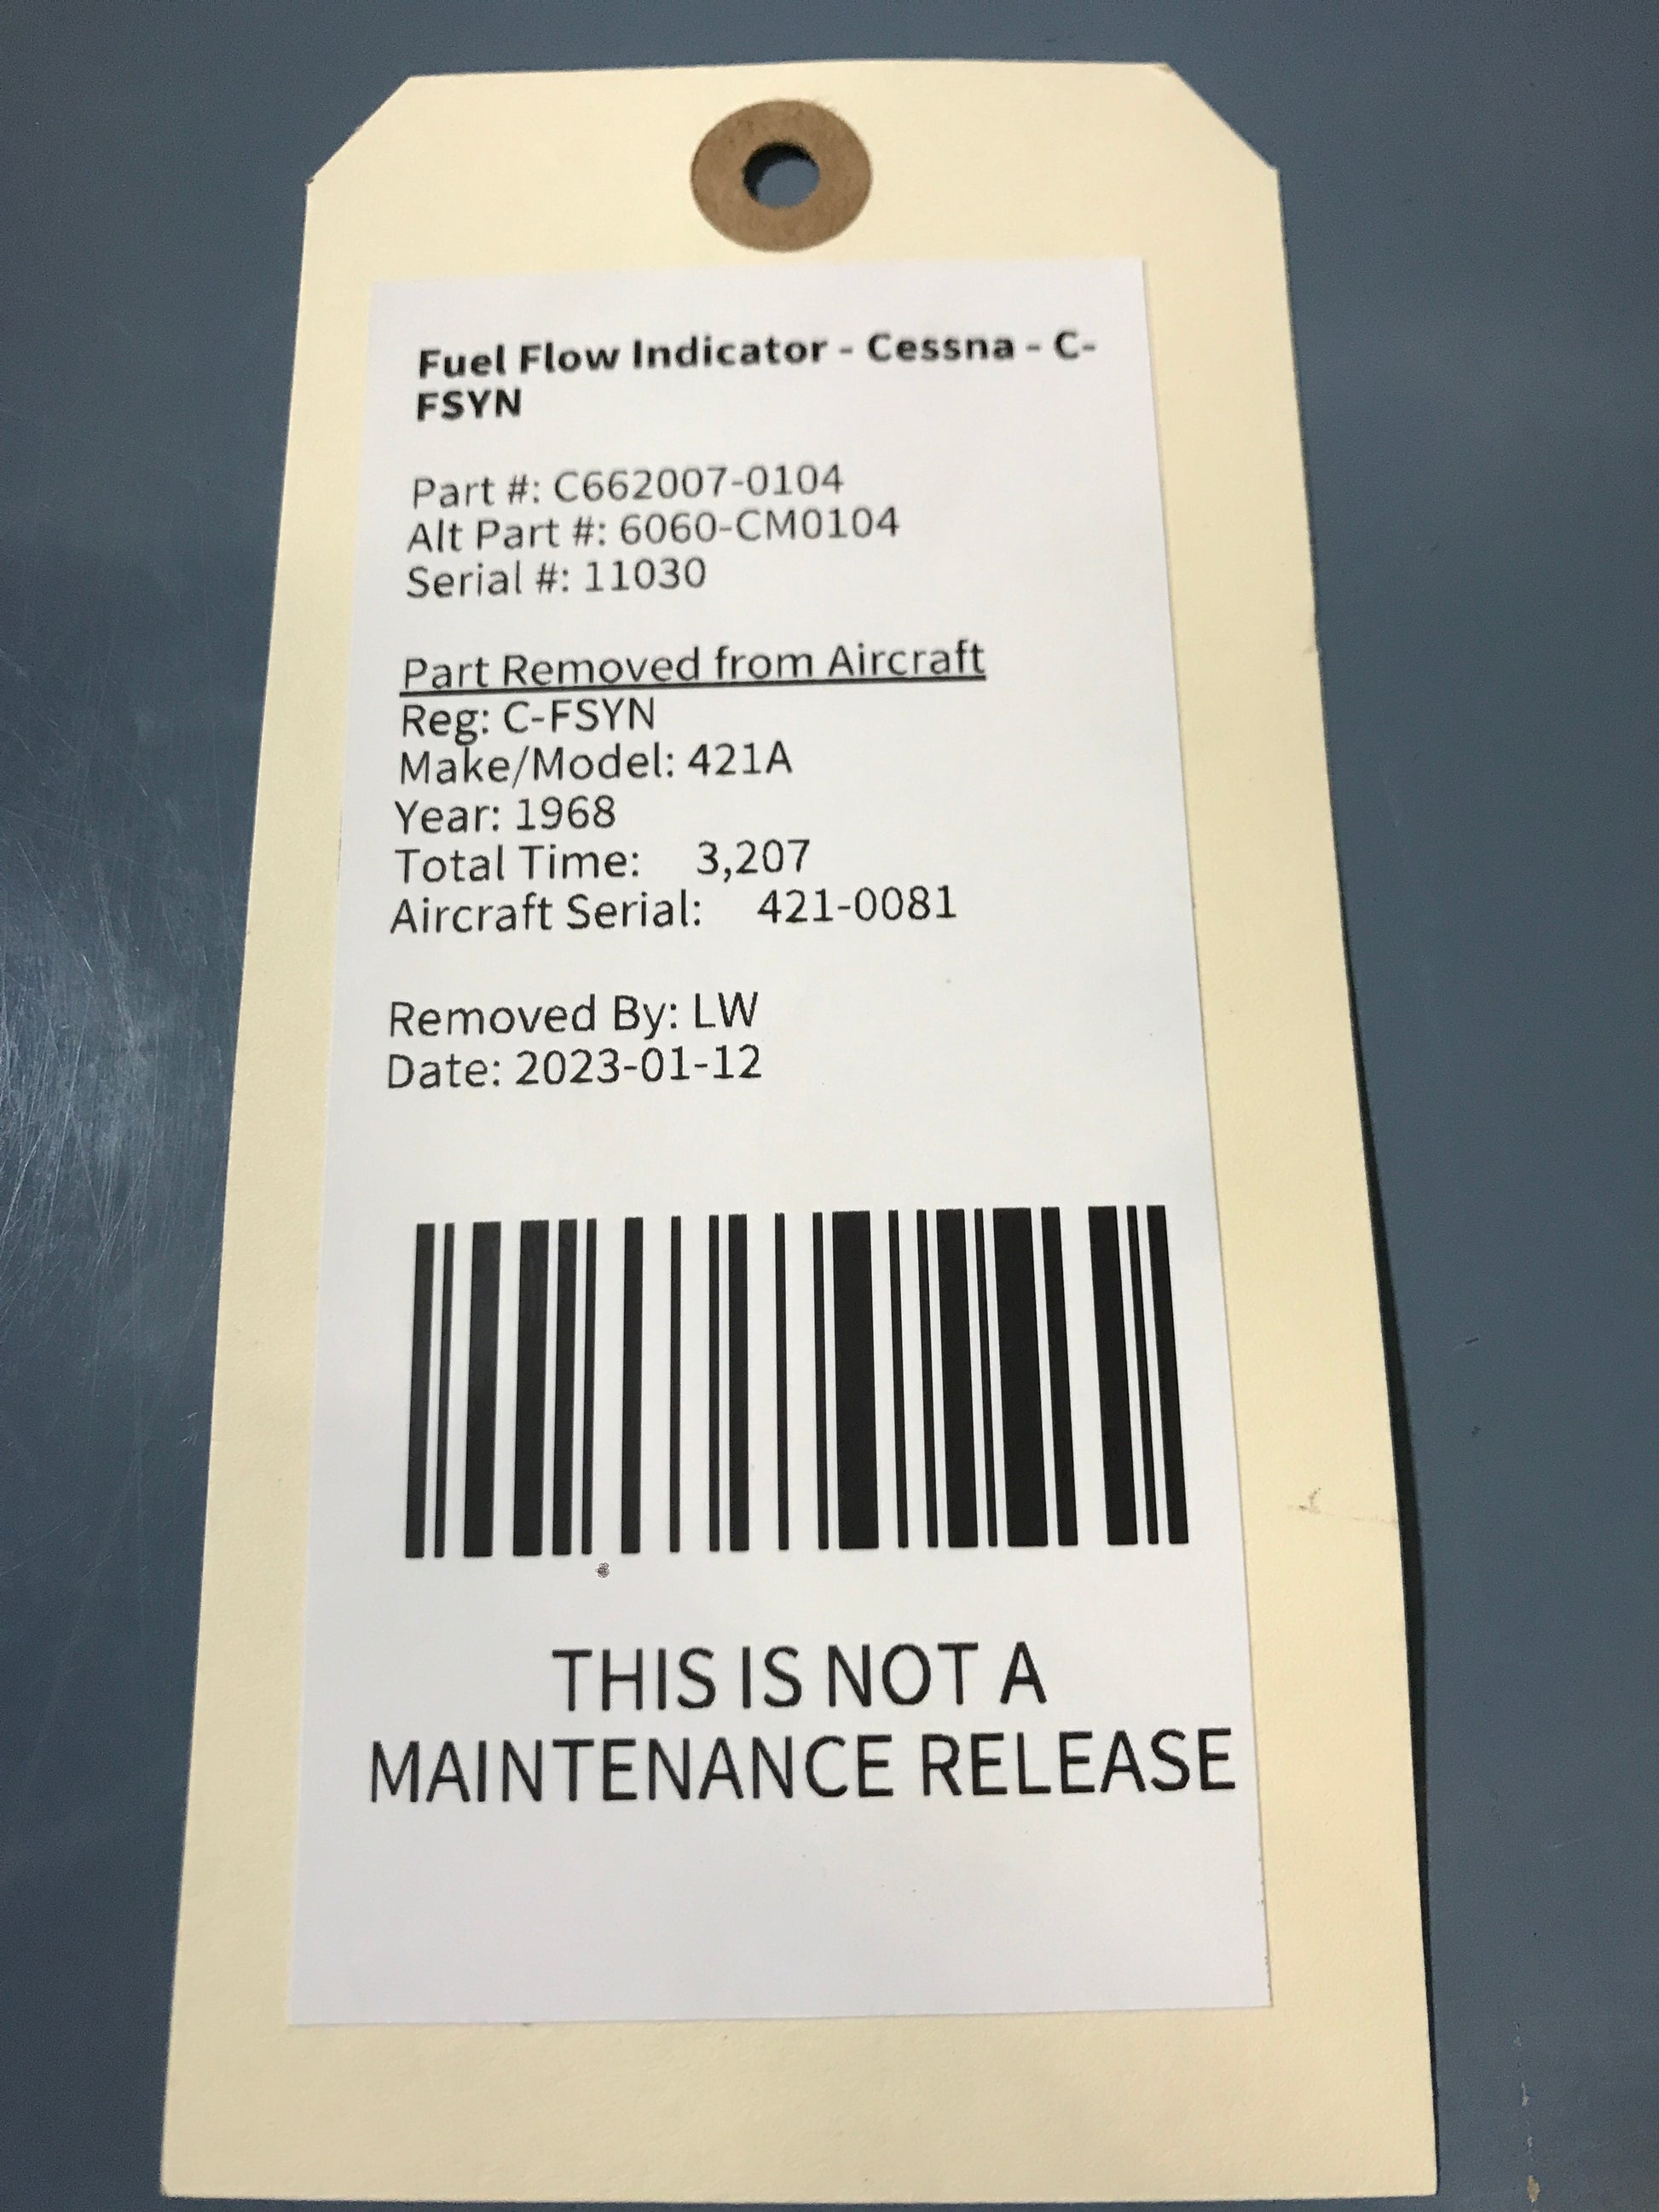 Fuel Flow Indicator - Cessna - C-
FSYN
Part #: C662007-0104
Alt Part #: 6060-CM0104
Serial #: 11030
Part Removed from Aircraft
Reg: C-FSYN
Make/Model: 421A
Year: 1968
Total Time: 3,207
Aircraft Serial: 421-0081
Removed By: LW
Date: 2023-01-12
THIS IS NOT A
MAINTENANCE RELEASE